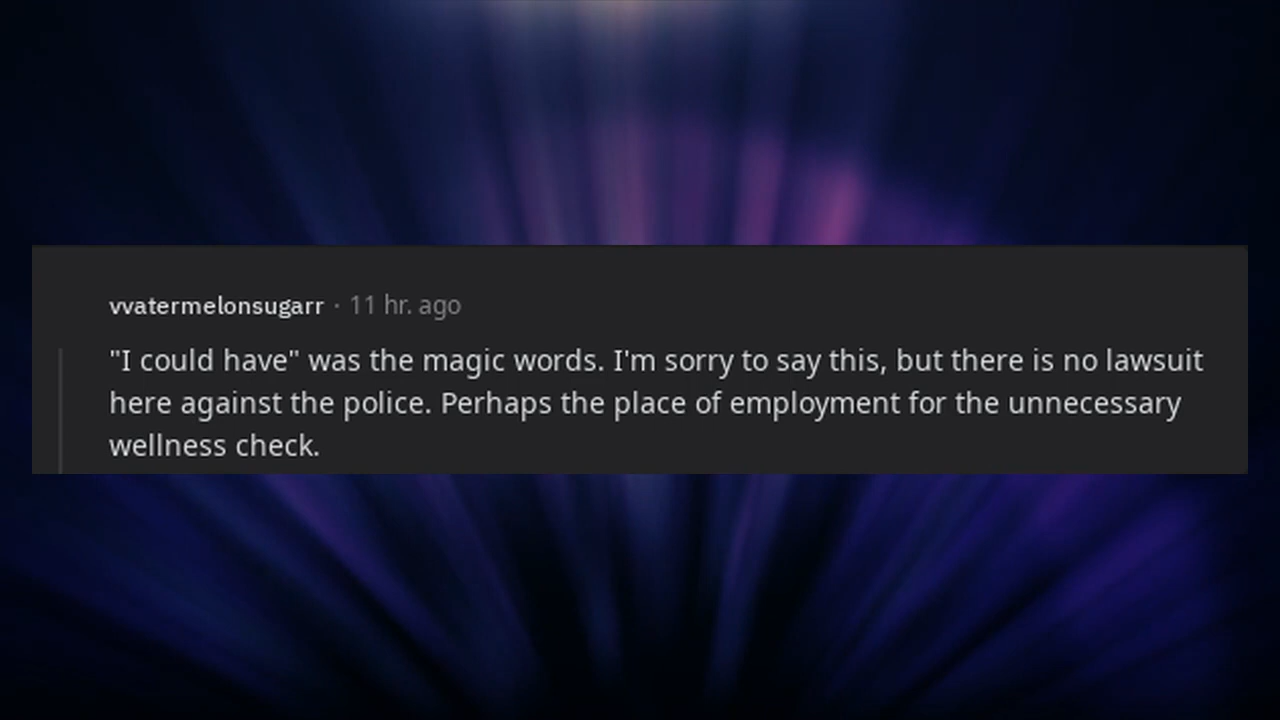 vvatermelonsugarr · 11 hr. ago
"I could have" was the magic words. I'm sorry to say this, but there is no lawsuit
here against the police. Perhaps the place of employment for the unnecessary
wellness check.